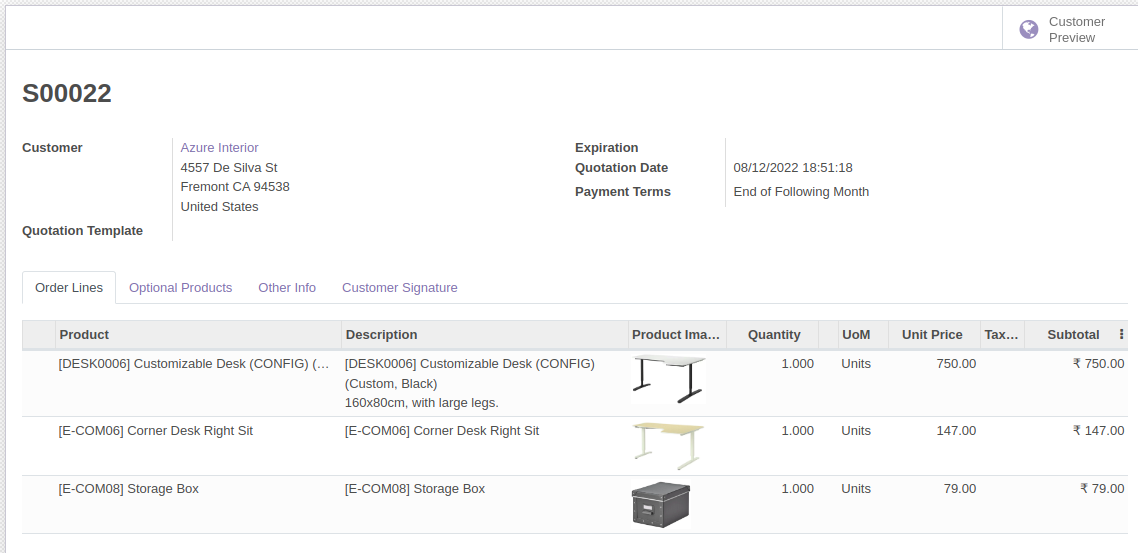 Customer
Preview
S00022
Customer
Azure Interior
4557 De Silva St
Fremont CA 94538
United States
Quotation Template
Expiration
Quotation Date 08/12/2022 18:51:18
Payment Terms End of Following Month
Order Lines Optional Products Other Info Customer Signature
Product Description Product Ima... Quantity UoM Unit Price Tax... Subtotal
[DESK0006] Customizable Desk (CONFIG) (... [DESK0006] Customizable Desk (CONFIG) 1.000 Units 750.00 ₹ 750.00
(Custom, Black)
160x80cm, with large legs.
[E-COM06] Corner Desk Right Sit [E-COM06] Corner Desk Right Sit 1.000 Units 147.00 ₹ 147.00
[E-COM08] Storage Box [E-COM08] Storage Box 1.000 Units 79.00 ₹ 79.00